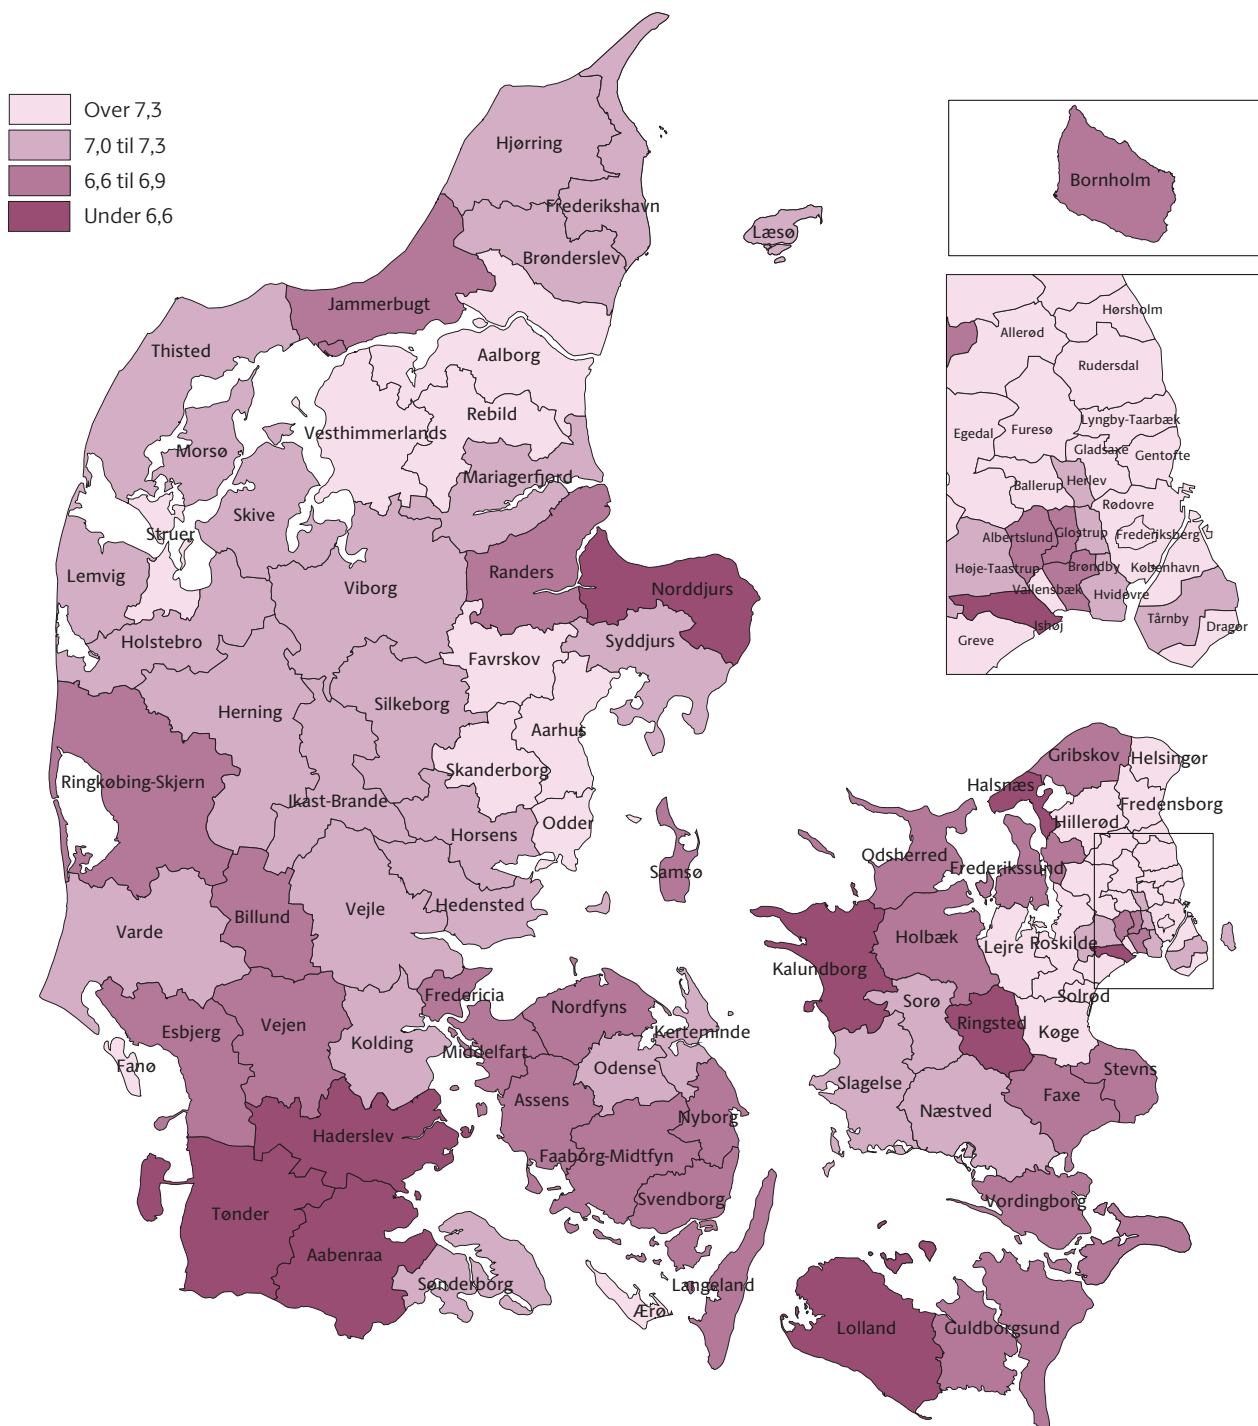 Over 7,3
7,0 til 7,3
6,6 til 6,9
Under 6,6
Hjørring
Frederikshavn
Læsø
Brønderslev
Jammerbugt
Thisted
Aalborg
Rebild
Vesthimmerlands
Morsø
Mariagerfjord
Skive
Struer
Lemvig
Viborg
Randers
Norddjurs
Holstebro
Syddjurs
Favrskov
Silkeborg
Herning
Aarhus
Skanderborg
Ringkøbing-Skjern
Ikast-Brande
Odder
Horsens
Samsø
Hedensted
Vejle
Billund
Varde
Fredericia
Esbjerg
Vejen
Kolding
Fanø
Middelfart
Nordfyns
Kerteminde
Odense
Assens
Nyborg
Haderslev
Faaborg-Midtfyn
Svendborg
Tønder
Aabenraa
Sønderborg
Langeland
Ærø
Bornholm
Hørsholm
Allerød
Rudersdal
Lyngby-Taarbæk
Egedal
Furesø
Gladsaxe
Gentofte
Ballerup
Herlev
Rødovre
Albertslund
Glostrup
Frederiksberg
Høje-Taastrup
Brøndby
København
Vallensbæk
Hvidovre
Ishøj
Tårnby
Dragør
Greve
Gribskov
Helsingør
Halsnæs
Fredensborg
Hillerød
Odsherred
Frederikssund
Holbæk
Lejre
Roskilde
Kalundborg
Solrød
Sorø
Ringsted
Køge
Stevns
Slagelse
Næstved
Faxe
Vordingborg
Lolland
Guldborgsund